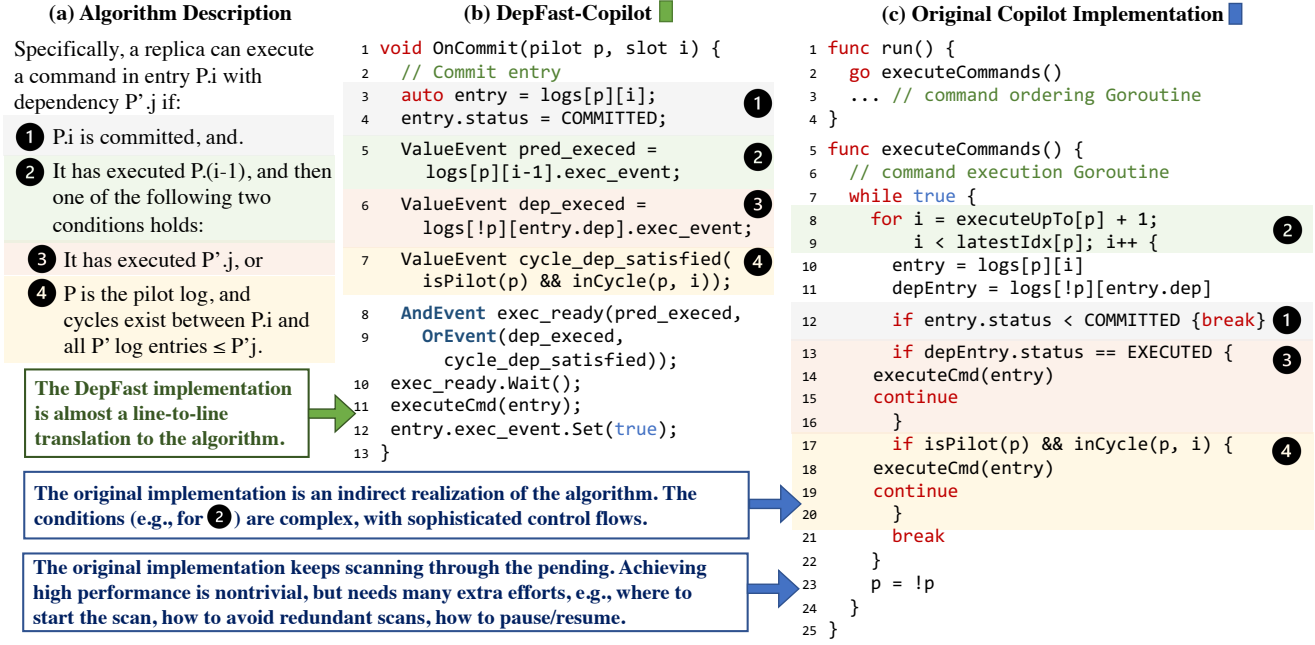 (a) Algorithm Description
Specifically, a replica can execute
a command in entry P.i with
dependency P'.j if:
1 P.i is committed, and.
2 It has executed P.(i-1), and then
one of the following two
conditions holds:
3 It has executed P'.j, or
4 P is the pilot log, and
cycles exist between P.i and
all P' log entries ≤ P'j.
The DepFast implementation
is almost a line-to-line
translation to the algorithm.
(b) DepFast-Copilot
1 void OnCommit(pilot p, slot i) {
2 // Commit entry
3 auto entry = logs[p][i];
1
4 entry.status = COMMITTED;
5 ValueEvent pred_execed =
logs[p][i-1].exec_event;
2
6 ValueEvent dep_execed =
logs[!p][entry.dep].exec_event;
3
7 ValueEvent cycle_dep_satisfied(
isPilot(p) && inCycle(p, i));
4
8 AndEvent exec_ready(pred_execed,
9 OrEvent(dep_execed,
cycle_dep_satisfied));
10 exec_ready.Wait();
11 executeCmd(entry);
12 entry.exec_event.Set(true);
13 }
The original implementation is an indirect realization of the algorithm. The
conditions (e.g., for 2) are complex, with sophisticated control flows.
The original implementation keeps scanning through the pending. Achieving
high performance is nontrivial, but needs many extra efforts, e.g., where to
start the scan, how to avoid redundant scans, how to pause/resume.
(c) Original Copilot Implementation
1 func run() {
2 go executeCommands()
3 ... // command ordering Goroutine
4 }
5 func executeCommands() {
6 // command execution Goroutine
7 while true {
8 for i = executeUpTo[p] + 1;
9 i < latestIdx[p]; i++ {
2
10 entry = logs[p][i]
11 depEntry = logs[!p][entry.dep]
12 if entry.status < COMMITTED {break} 1
13 if depEntry.status == EXECUTED { 3
14 executeCmd(entry)
15 continue
16 }
17 if isPilot(p) && inCycle(p, i) { 4
18 executeCmd(entry)
19 continue
20 }
21 break
22 }
23 p = !p
24 }
25 }